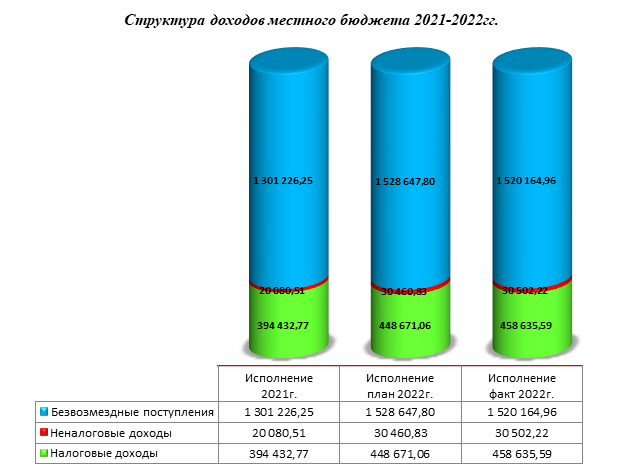 Структура доходов местного бюджета 2021-2022гг.
1 301 226,25 1 528 647,80 1 520 164,96
20 080,51 30 460,83 30 502,22
394 432,77 448 671,06 458 635,59
Исполнение Исполнение Исполнение
2021г. план 2022г. факт 2022г.
Безвозмездные поступления 1 301 226,25 1 528 647,80 1 520 164,96
Неналоговые доходы 20 080,51 30 460,83 30 502,22
Налоговые доходы 394 432,77 448 671,06 458 635,59